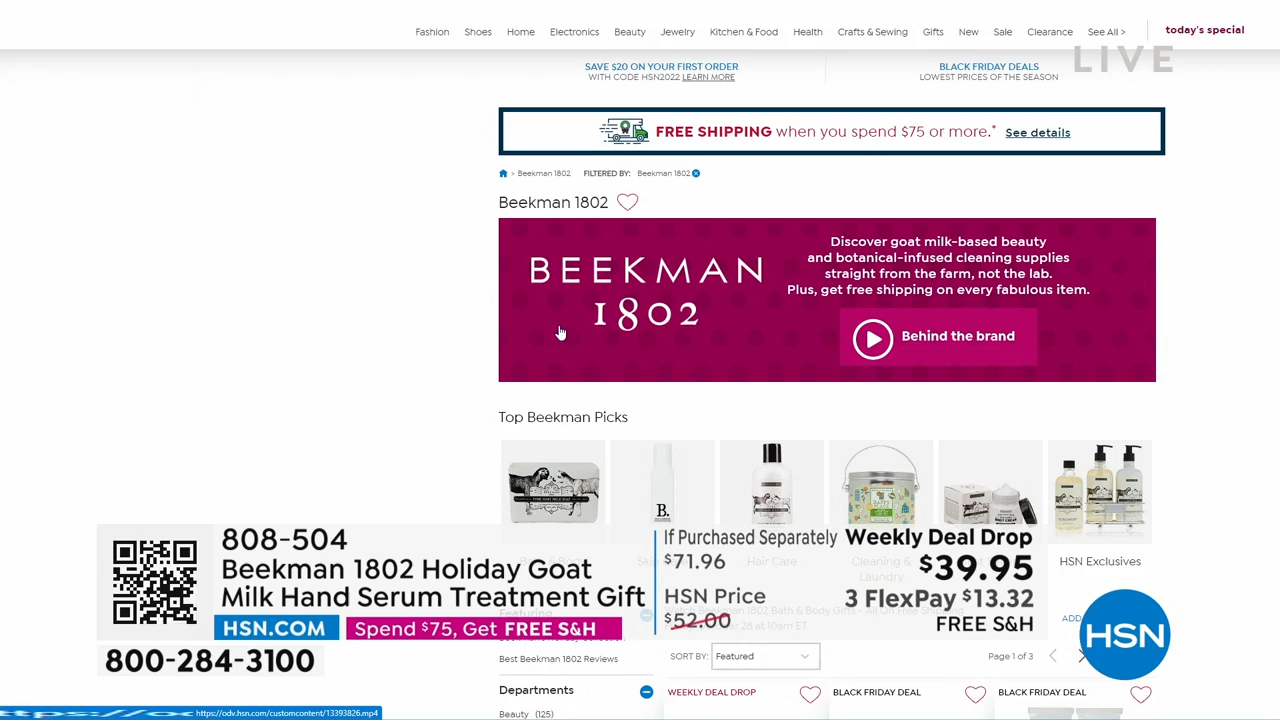 Fashion Shoes Home Electronics Beauty Jewelry Kitchen & Food Health Crafts & Sewing Gifts New Sale Clearance See All > today's special
LIVE
SAVE $20 ON YOUR FIRST ORDER
WITH CODE HSN2022 LEARN MORE
BLACK FRIDAY DEALS
LOWEST PRICES OF THE SEASON
FREE SHIPPING when you spend $75 or more.* See details
> Beekman 1802 FILTERED BY: Beekman 1802
Beekman 1802
BEEKMAN
1802
Discover goat milk-based beauty
and botanical-infused cleaning supplies
straight from the farm, not the lab.
Plus, get free shipping on every fabulous item.
Behind the brand
Top Beekman Picks
B.
Hair Care
Cleaning &
Laundry
HSN Exclusives
808-504
Beekman 1802 Holiday Goat
Milk Hand Serum Treatment Gift
HSN.COM
Spend $75, Get FREE S&H
800-284-3100
If Purchased Separately
$71.96
HSN Price
$52.00
Weekly Deal Drop
$39.95
3 FlexPay $13.32
FREE S&H
HSN
Best Beekman 1802 Reviews
SORT BY: Featured
Page 1 of 3
Departments
Beauty (125)
WEEKLY DEAL DROP
BLACK FRIDAY DEAL
BLACK FRIDAY DEAL
https://odv.hsn.com/customcontent/13393826.mp4